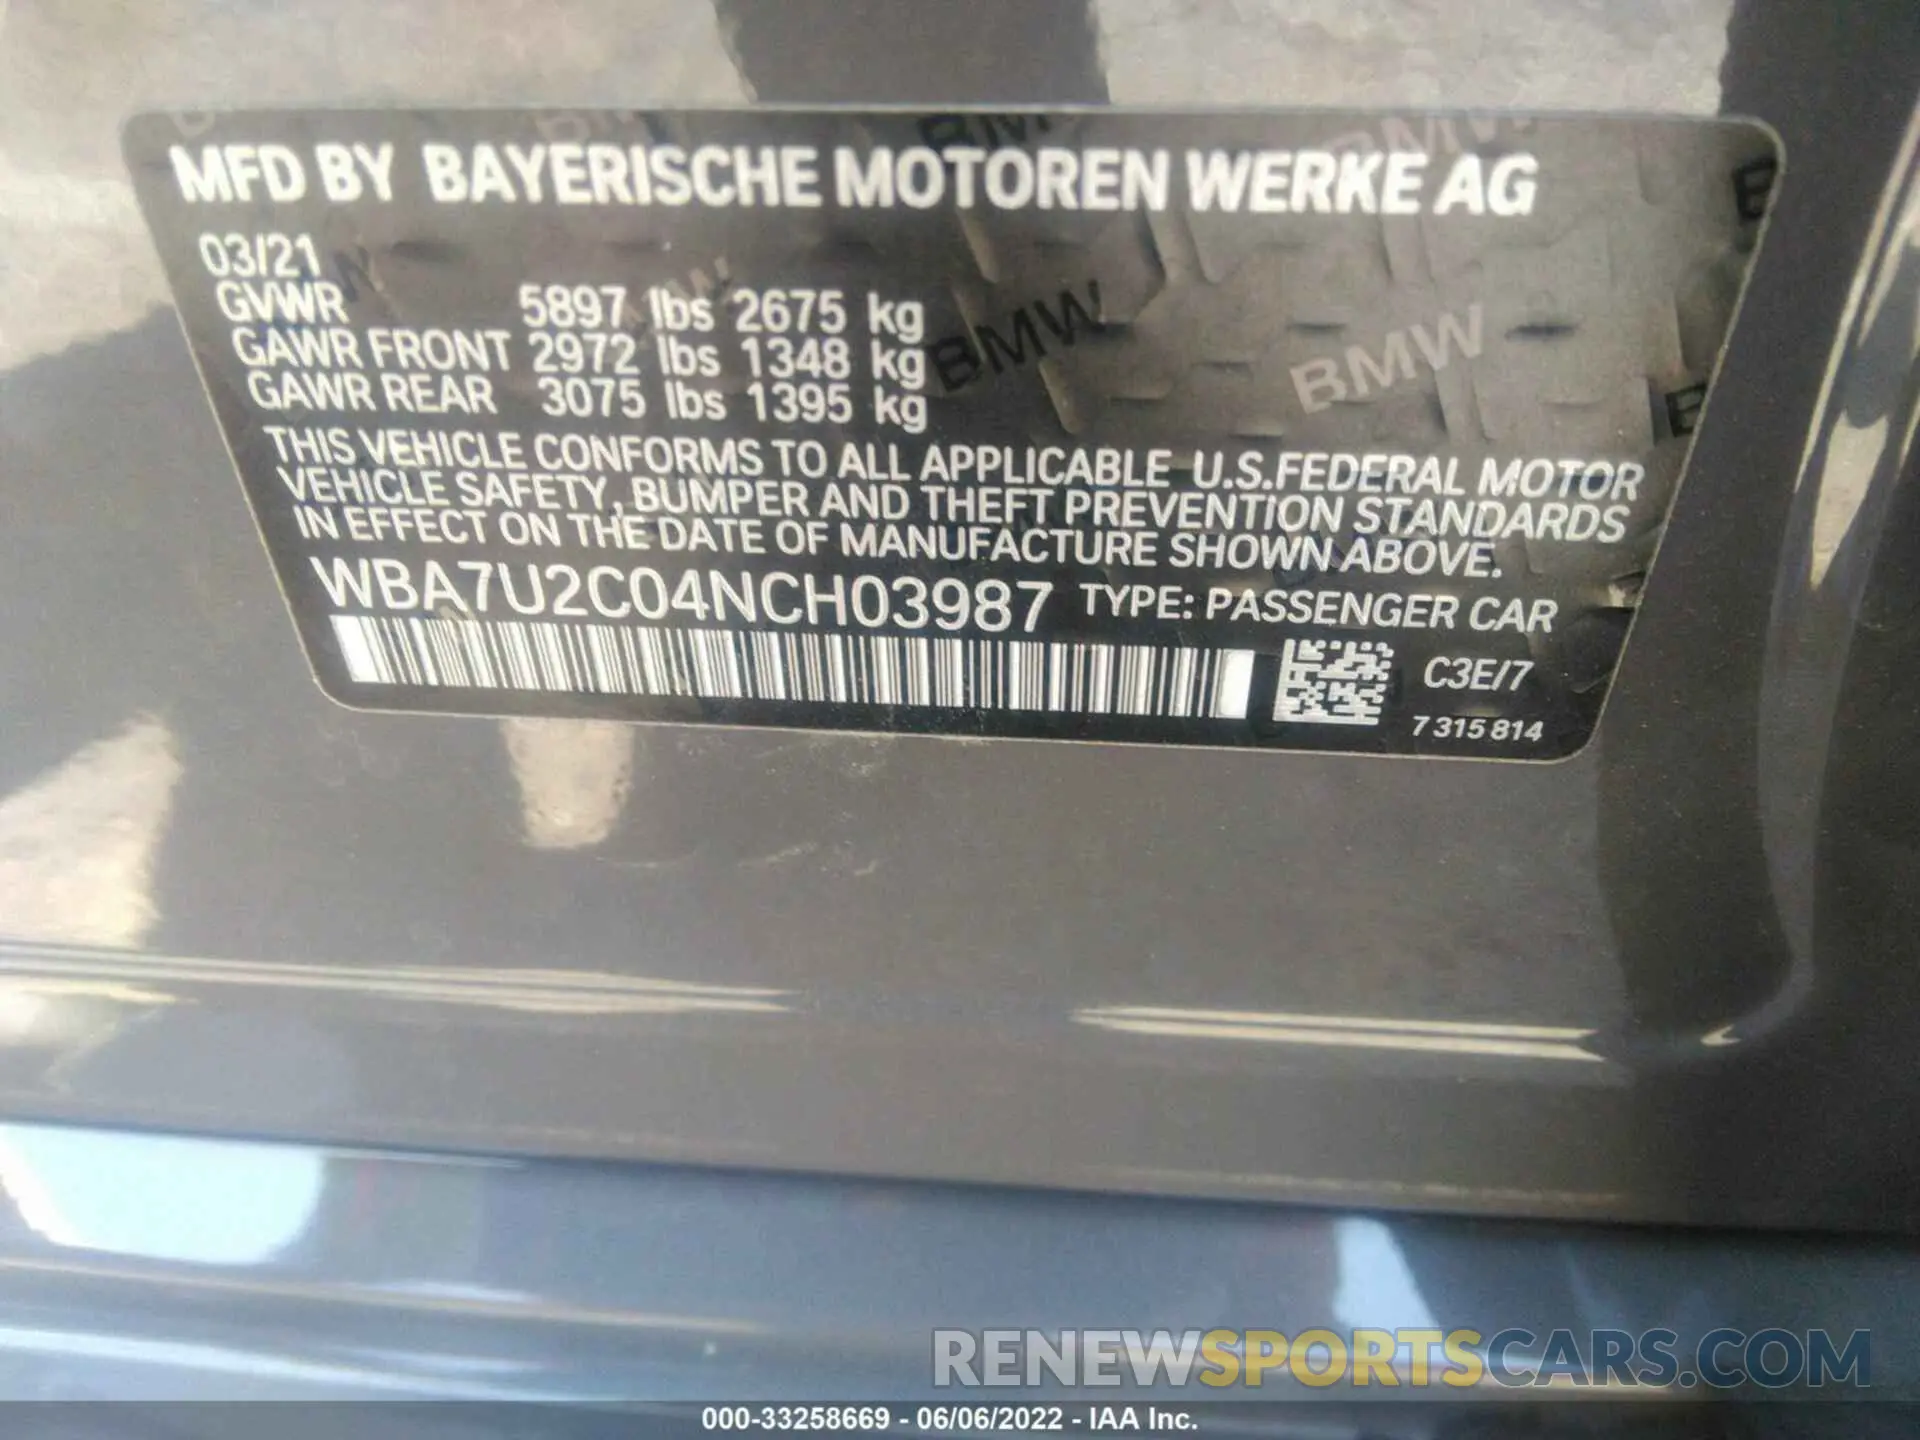 MFD BY BAYERISCHE MOTOREN WERKE AG
03/21
GVWR 5897 lbs 2675 kg
GAWR FRONT 2972 lbs 1348 kg
GAWR REAR 3075 lbs 1395 kg
THIS VEHICLE CONFORMS TO ALL APPLICABLE U.S.FEDERAL MOTOR
VEHICLE SAFETY, BUMPER AND THEFT PREVENTION STANDARDS
IN EFFECT ON THE DATE OF MANUFACTURE SHOWN ABOVE.
WBA7U2C04NCH03987 TYPE: PASSENGER CAR
C3E/7
7 315 814
BMW
BMW
RENEWSPORTSCARS.COM
000-33258669 - 06/06/2022 - IAA Inc.